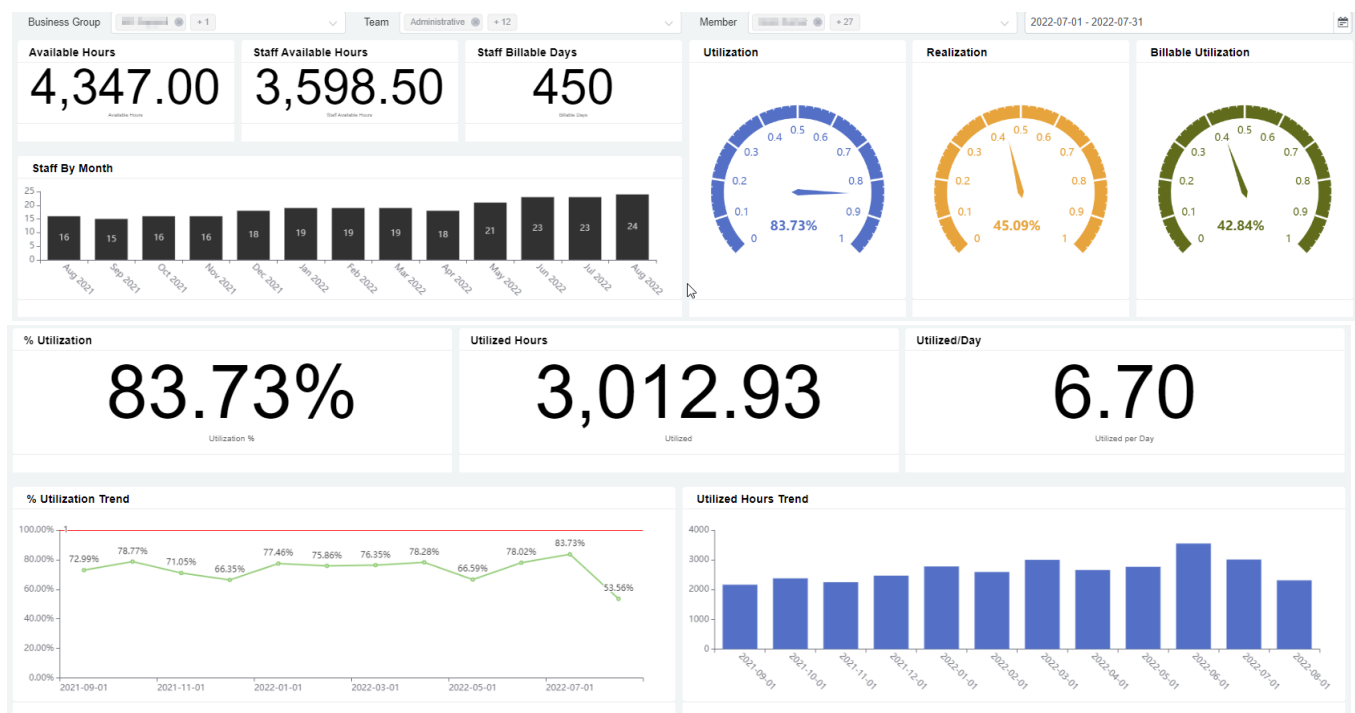 Business Group + 1 Team Administrative + 12 Member + 27 2022-07-01 - 2022-07-31
Available Hours Staff Available Hours Staff Billable Days Utilization Realization Billable Utilization
4,347.00 3,598.50 450
Available Hours Staff Available Hours Billable Days
0 0.1 0.2 0.3 0.4 0.5 0.6 0.7 0.8 0.9 1
83.73%
0 0.1 0.2 0.3 0.4 0.5 0.6 0.7 0.8 0.9 1
45.09%
0 0.1 0.2 0.3 0.4 0.5 0.6 0.7 0.8 0.9 1
42.84%
Staff By Month
25
20
15
10
5
0
16 15 16 16 18 19 19 19 18 21 23 23 24
Aug 2021 Sep 2021 Oct 2021 Nov 2021 Dec 2021 Jan 2022 Feb 2022 Mar 2022 Apr 2022 May 2022 Jun 2022 Jul 2022 Aug 2022
% Utilization Utilized Hours Utilized/Day
83.73% 3,012.93 6.70
Utilization % Utilized Utilized per Day
% Utilization Trend
100.00% 1
80.00%
60.00%
40.00%
20.00%
0.00%
72.99% 78.77% 71.05% 66.35% 77.46% 75.86% 76.35% 78.28% 66.59% 78.02% 83.73% 53.56%
2021-09-01 2021-11-01 2022-01-01 2022-03-01 2022-05-01 2022-07-01
Utilized Hours Trend
4000
3000
2000
1000
0
2021-09-01 2021-10-01 2021-11-01 2021-12-01 2022-01-01 2022-02-01 2022-03-01 2022-04-01 2022-05-01 2022-06-01 2022-07-01 2022-08-01